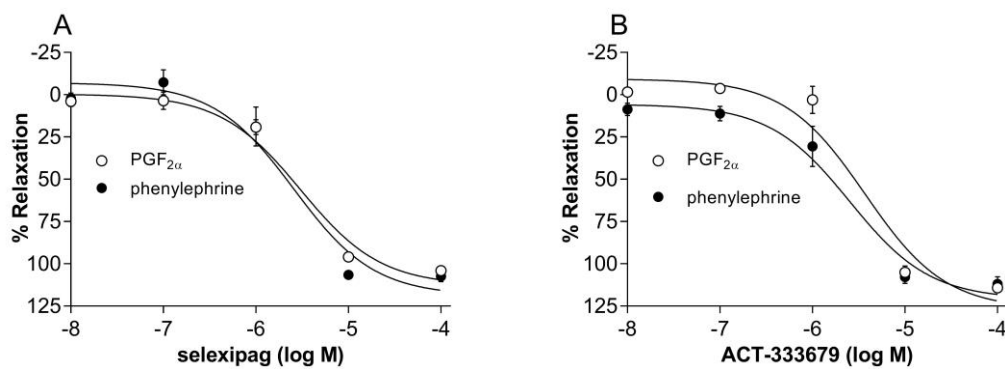 A
-25
0
25
50
75
100
125
% Relaxation
PGF2α
phenylephrine
-8 -7 -6 -5 -4
selexipag (log M)
B
-25
0
25
50
75
100
125
% Relaxation
PGF2α
phenylephrine
-8 -7 -6 -5 -4
ACT-333679 (log M)